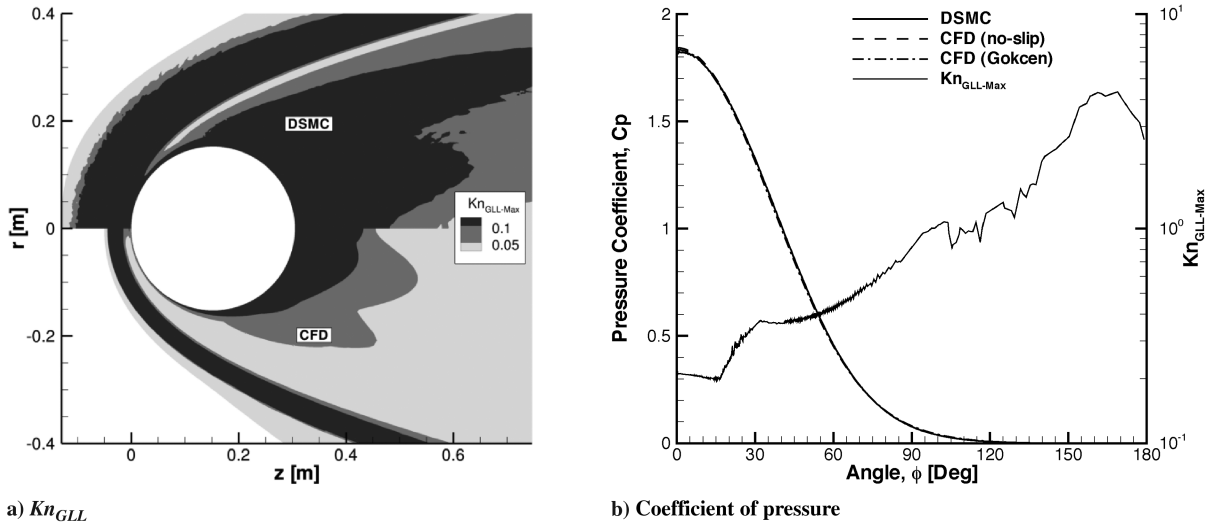 0.4
0.2
0
-0.2
-0.4
r [m]
DSMC
CFD
Kn_GLL-Max
0.1
0.05
0 0.2 0.4 0.6
z [m]
a) Kn_GLL
2
1.5
1
0.5
0
Pressure Coefficient, Cp
DSMC
CFD (no-slip)
CFD (Gokcen)
Kn_GLL-Max
10^1
10^0
10^-1
Kn_GLL-Max
0 30 60 90 120 150 180
Angle, ϕ [Deg]
b) Coefficient of pressure